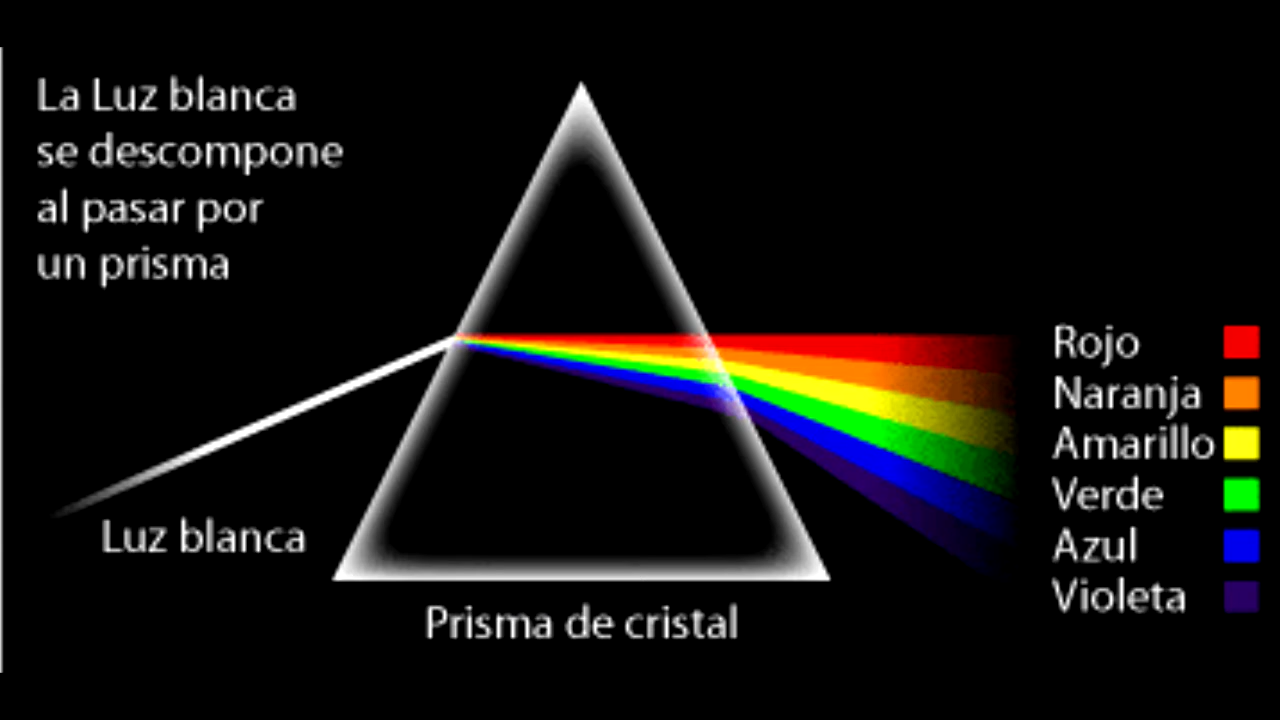 La Luz blanca
se descompone
al pasar por
un prisma
Luz blanca
Prisma de cristal
Rojo
Naranja
Amarillo
Verde
Azul
Violeta